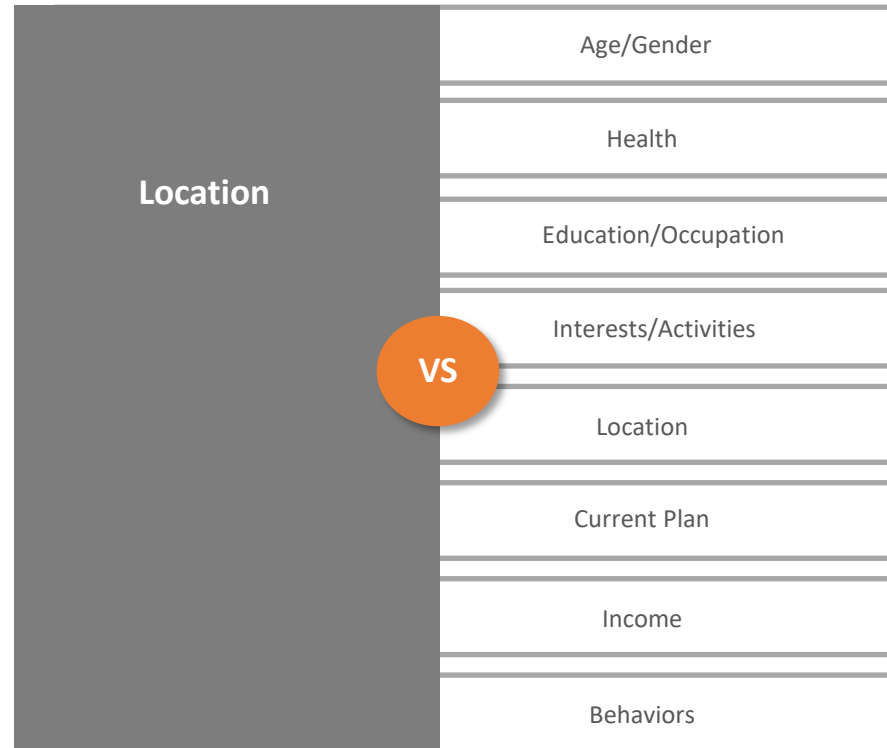 Location
VS
Age/Gender
Health
Education/Occupation
Interests/Activities
Location
Current Plan
Income
Behaviors